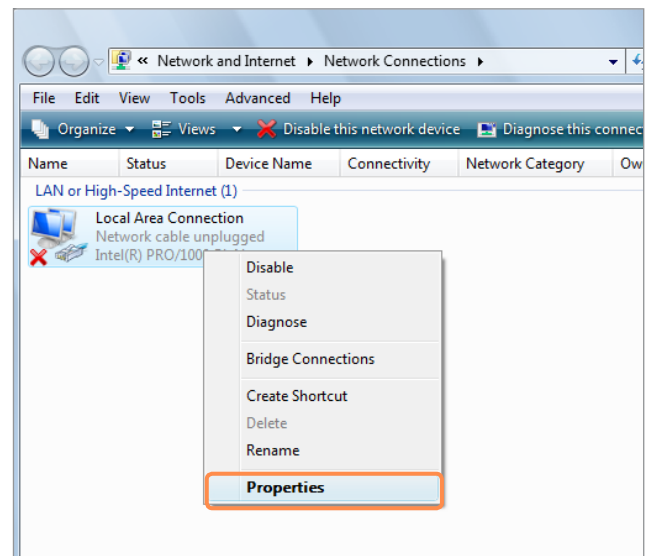 « Network and Internet ▸ Network Connections ▸
File Edit View Tools Advanced Help
Organize Views Disable this network device Diagnose this connec
Name Status Device Name Connectivity Network Category Ow
LAN or High-Speed Internet (1)
Local Area Connection
Network cable unplugged
Intel(R) PRO/100
Disable
Status
Diagnose
Bridge Connections
Create Shortcut
Delete
Rename
Properties